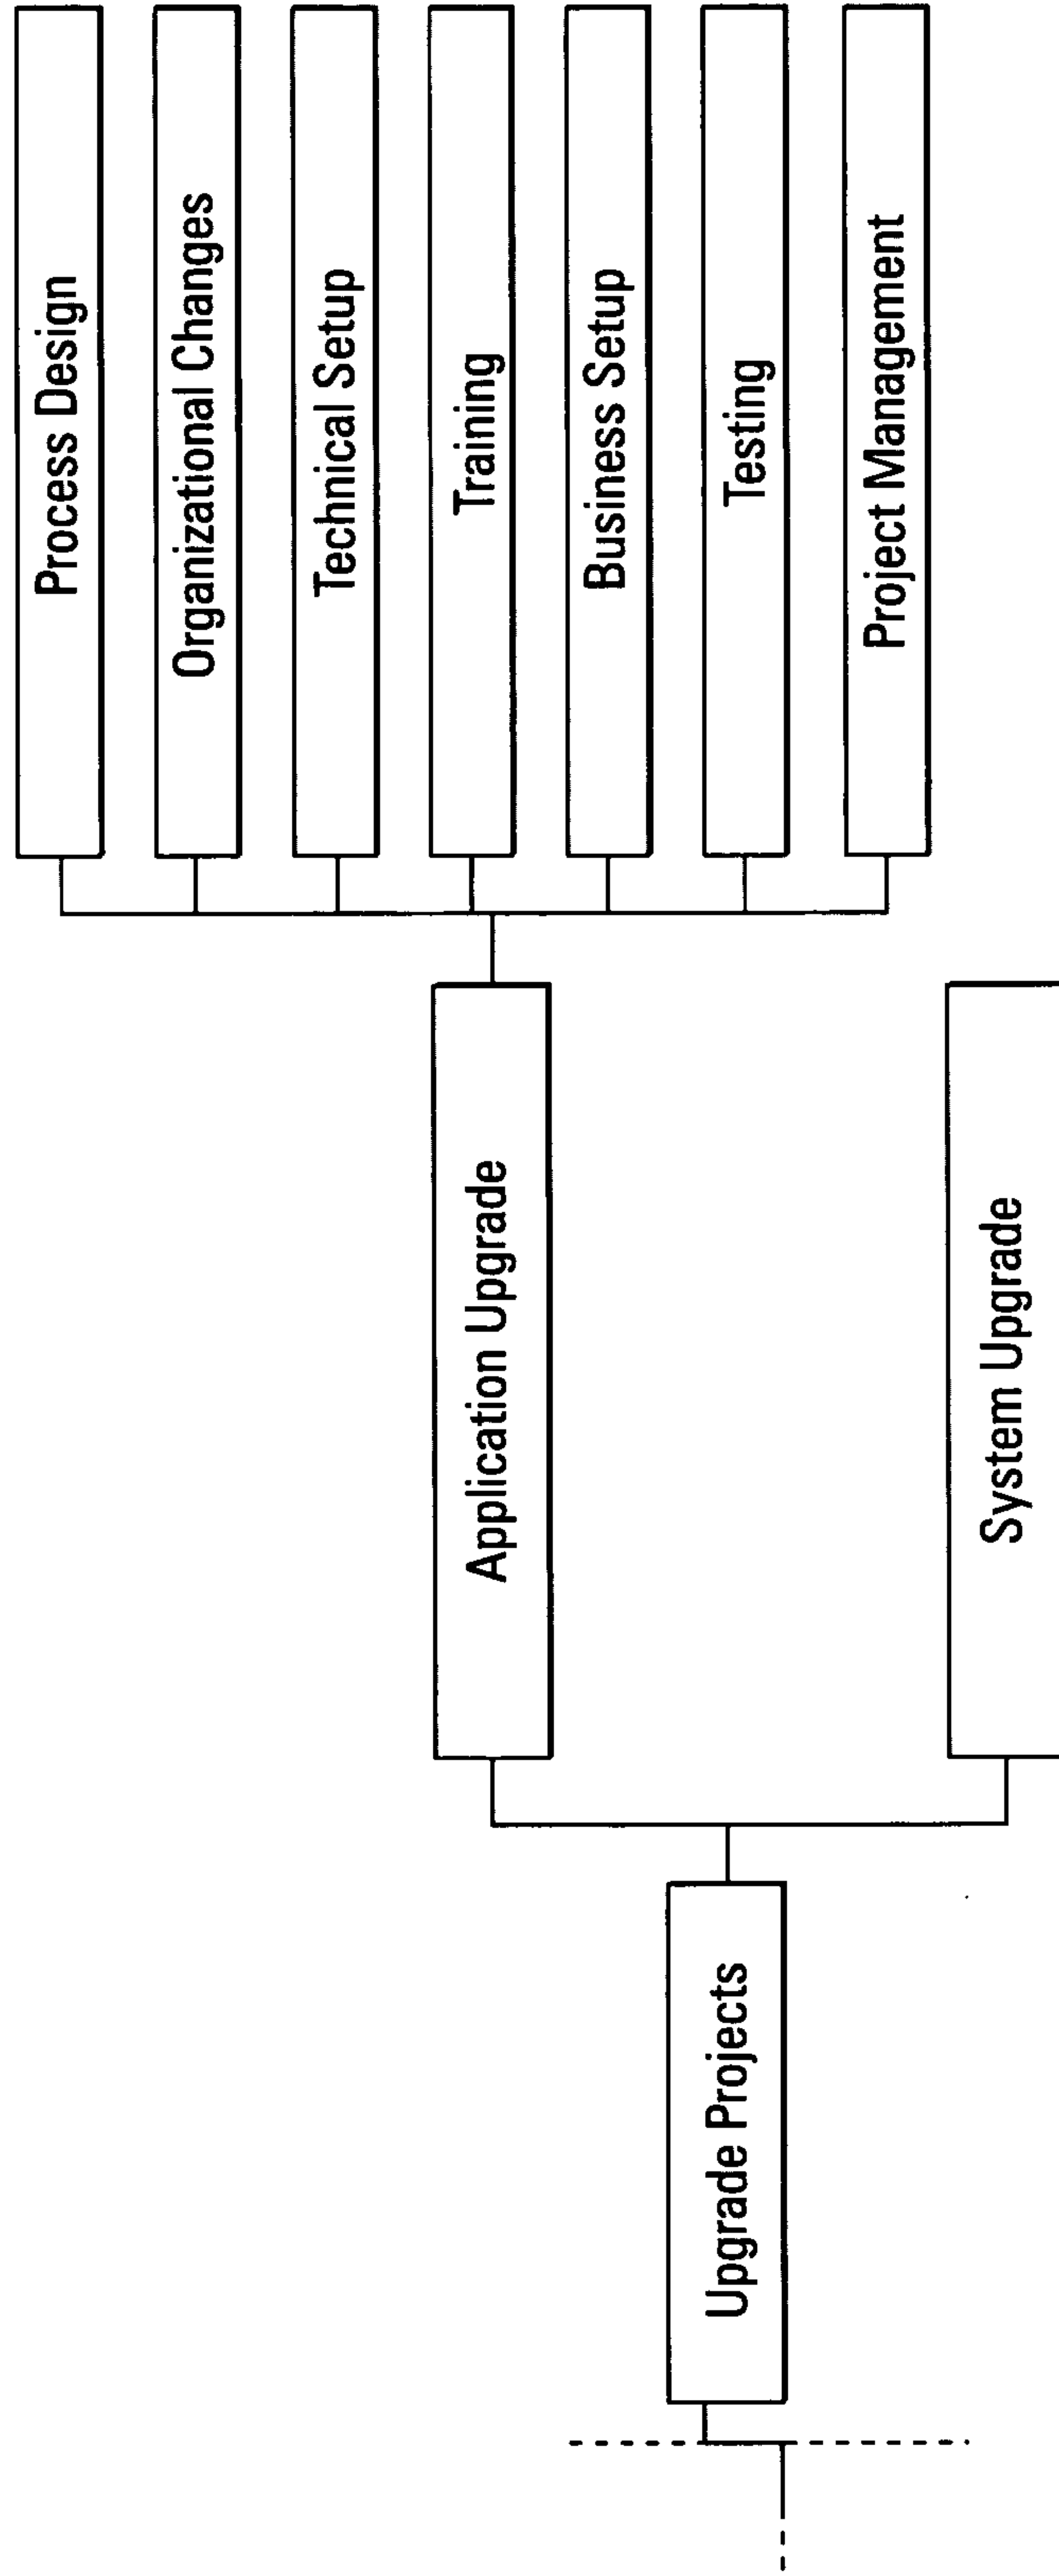 Process Design
Organizational Changes
Technical Setup
Training
Business Setup
Testing
Project Management
Application Upgrade
System Upgrade
Upgrade Projects